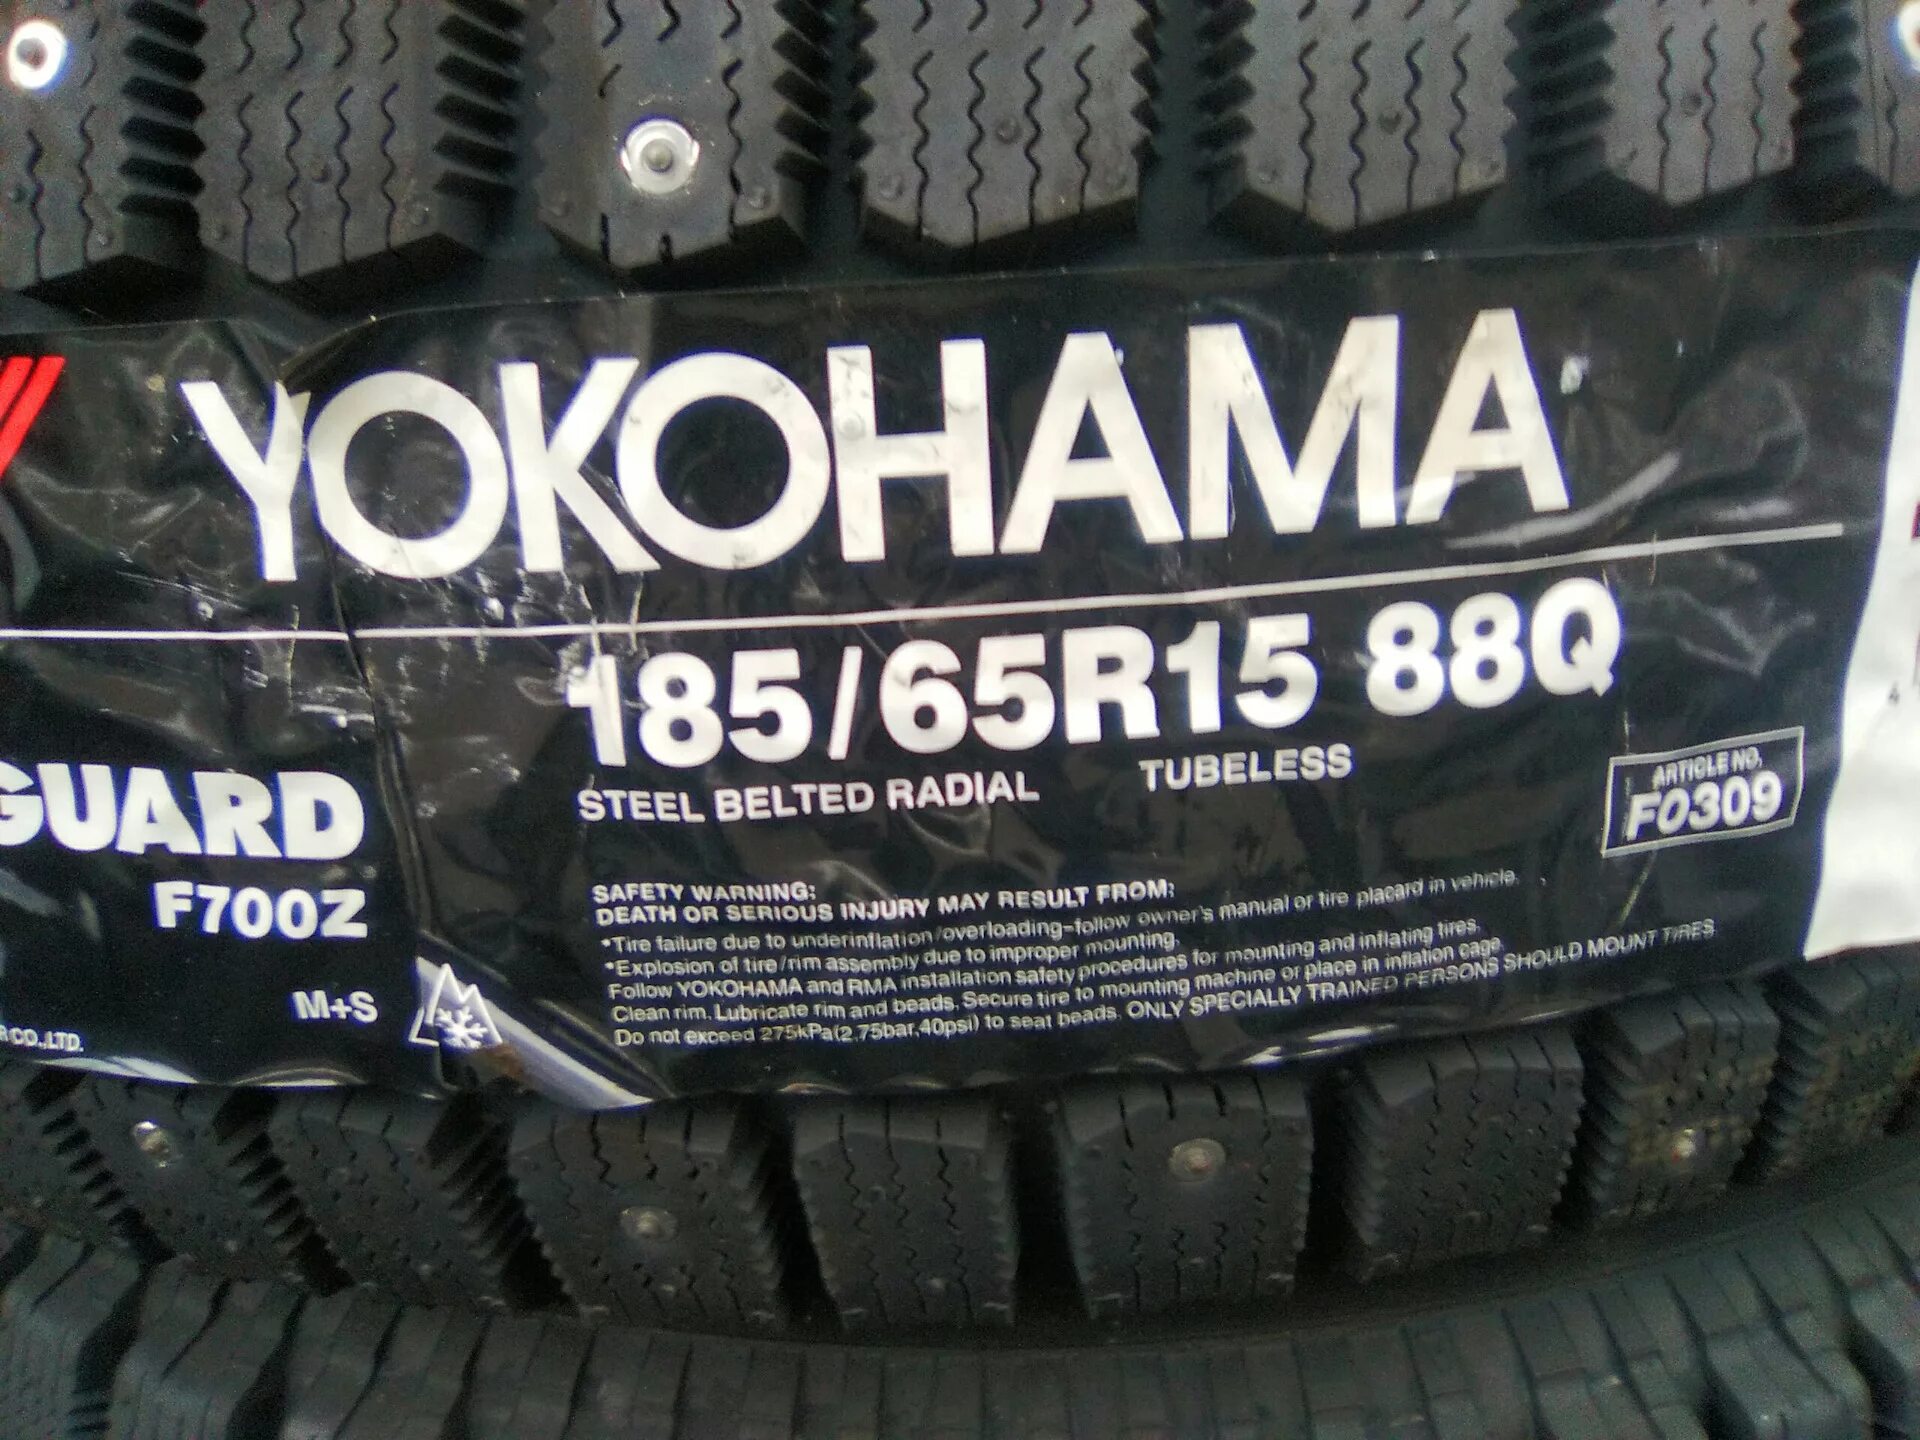 YOKOHAMA
185/65R15 88Q
STEEL BELTED RADIAL TUBELESS
ARTICLE NO,
F0309
GUARD
F700Z
M+S
CO.,LTD.
SAFETY WARNING:
DEATH OR SERIOUS INJURY MAY RESULT FROM:
*Tire failure due to underinflation/overloading-follow owner's manual or tire placard in vehicle.
*Explosion of tire/rim assembly due to improper mounting.
Follow YOKOHAMA and RMA installation safety procedures for mounting and inflating tires.
Clean rim. Lubricate rim and beads. Secure tire to mounting machine or place in inflation cage.
Do not exceed 275kPa(2.75bar,40psi) to seat beads. ONLY SPECIALLY TRAINED PERSONS SHOULD MOUNT TIRES.
4